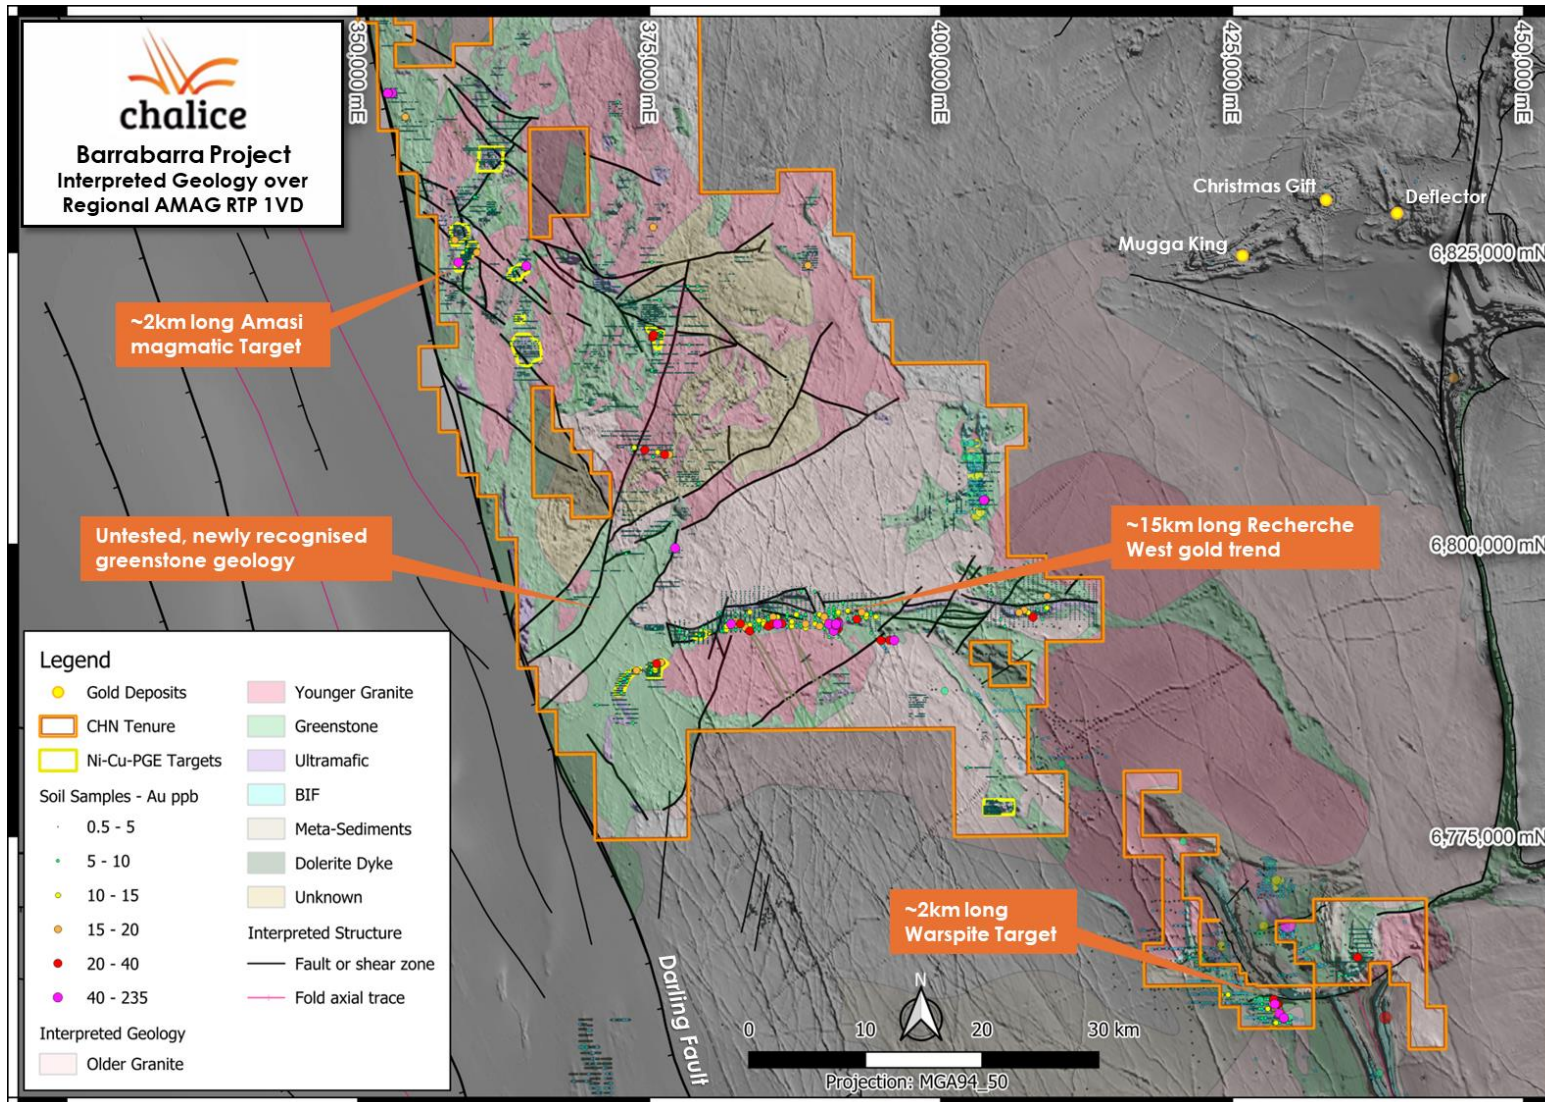 chalice
Barrabarra Project
Interpreted Geology over
Regional AMAG RTP 1VD
350,000 mE
375,000 mE
400,000 mE
425,000 mE
450,000 mE
Christmas Gift
Deflector
Mugga King
6,825,000 mN
~2km long Amasi
magmatic Target
Untested, newly recognised
greenstone geology
~15km long Recherche
West gold trend
6,800,000 mN
Legend
Gold Deposits
CHN Tenure
Ni-Cu-PGE Targets
Soil Samples - Au ppb
0.5 - 5
5 - 10
10 - 15
15 - 20
20 - 40
40 - 235
Interpreted Geology
Older Granite
Younger Granite
Greenstone
Ultramafic
BIF
Meta-Sediments
Dolerite Dyke
Unknown
Interpreted Structure
Fault or shear zone
Fold axial trace
6,775,000 mN
~2km long
Warspite Target
Darling Fault
N
0 10 20 30 km
Projection: MGA94_50